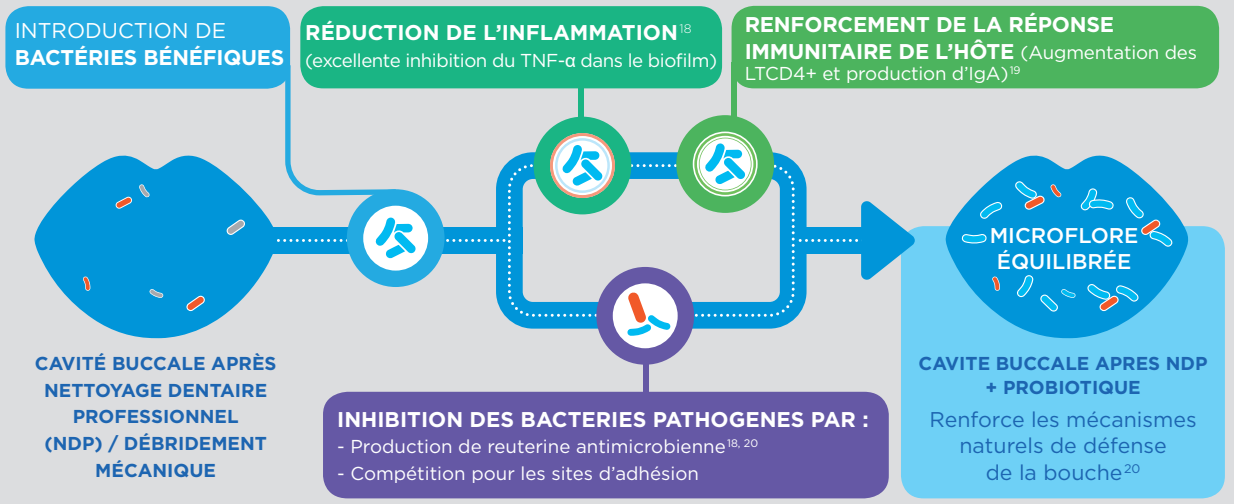 INTRODUCTION DE
BACTÉRIES BÉNÉFIQUES
RÉDUCTION DE L'INFLAMMATION18
(excellente inhibition du TNF-α dans le biofilm)
RENFORCEMENT DE LA RÉPONSE
IMMUNITAIRE DE L'HÔTE (Augmentation des
LTCD4+ et production d'IgA)19
MICROFLORE
ÉQUILIBRÉE
CAVITÉ BUCCALE APRÈS
NETTOYAGE DENTAIRE
PROFESSIONNEL
(NDP) / DÉBRIDEMENT
MÉCANIQUE
INHIBITION DES BACTERIES PATHOGENES PAR :
- Production de reuterine antimicrobienne18, 20
- Compétition pour les sites d'adhésion
CAVITE BUCCALE APRES NDP
+ PROBIOTIQUE
Renforce les mécanismes
naturels de défense
de la bouche20